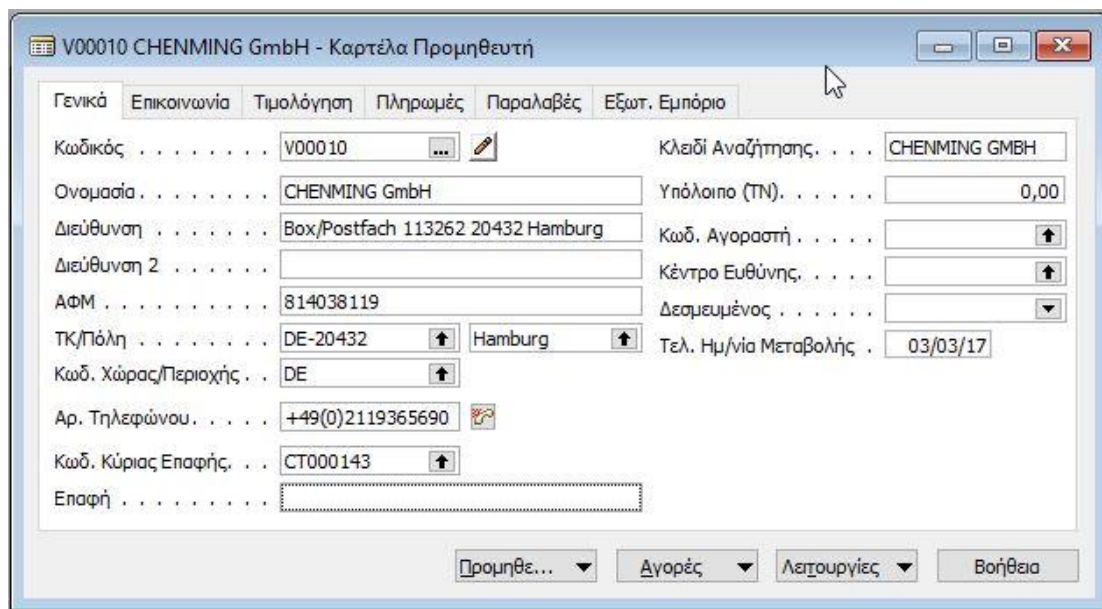 V00010 CHENMING GmbH - Καρτέλα Προμηθευτή
Γενικά Επικοινωνία Τιμολόγηση Πληρωμές Παραλαβές Εξωτ. Εμπόριο
Κωδικός . . . . . . . . V00010 ... Κλειδί Αναζήτησης. . . . CHENMING GMBH
Ονομασία . . . . . . . . CHENMING GmbH Υπόλοιπο (ΤΝ). . . . . . 0,00
Διεύθυνση . . . . . . . Box/Postfach 113262 20432 Hamburg Κωδ. Αγοραστή . . . . .
Διεύθυνση 2 . . . . . . Κέντρο Ευθύνης. . . . .
ΑΦΜ . . . . . . . . . . 814038119 Δεσμευμένος . . . . . .
ΤΚ/Πόλη . . . . . . . . DE-20432 Hamburg Τελ. Ημ/νία Μεταβολής . 03/03/17
Κωδ. Χώρας/Περιοχής . . DE
Αρ. Τηλεφώνου. . . . . +49(0)2119365690
Κωδ. Κύριας Επαφής. . . CT000143
Επαφή . . . . . . . . .
Προμηθε... Αγορές Λειτουργίες Βοήθεια